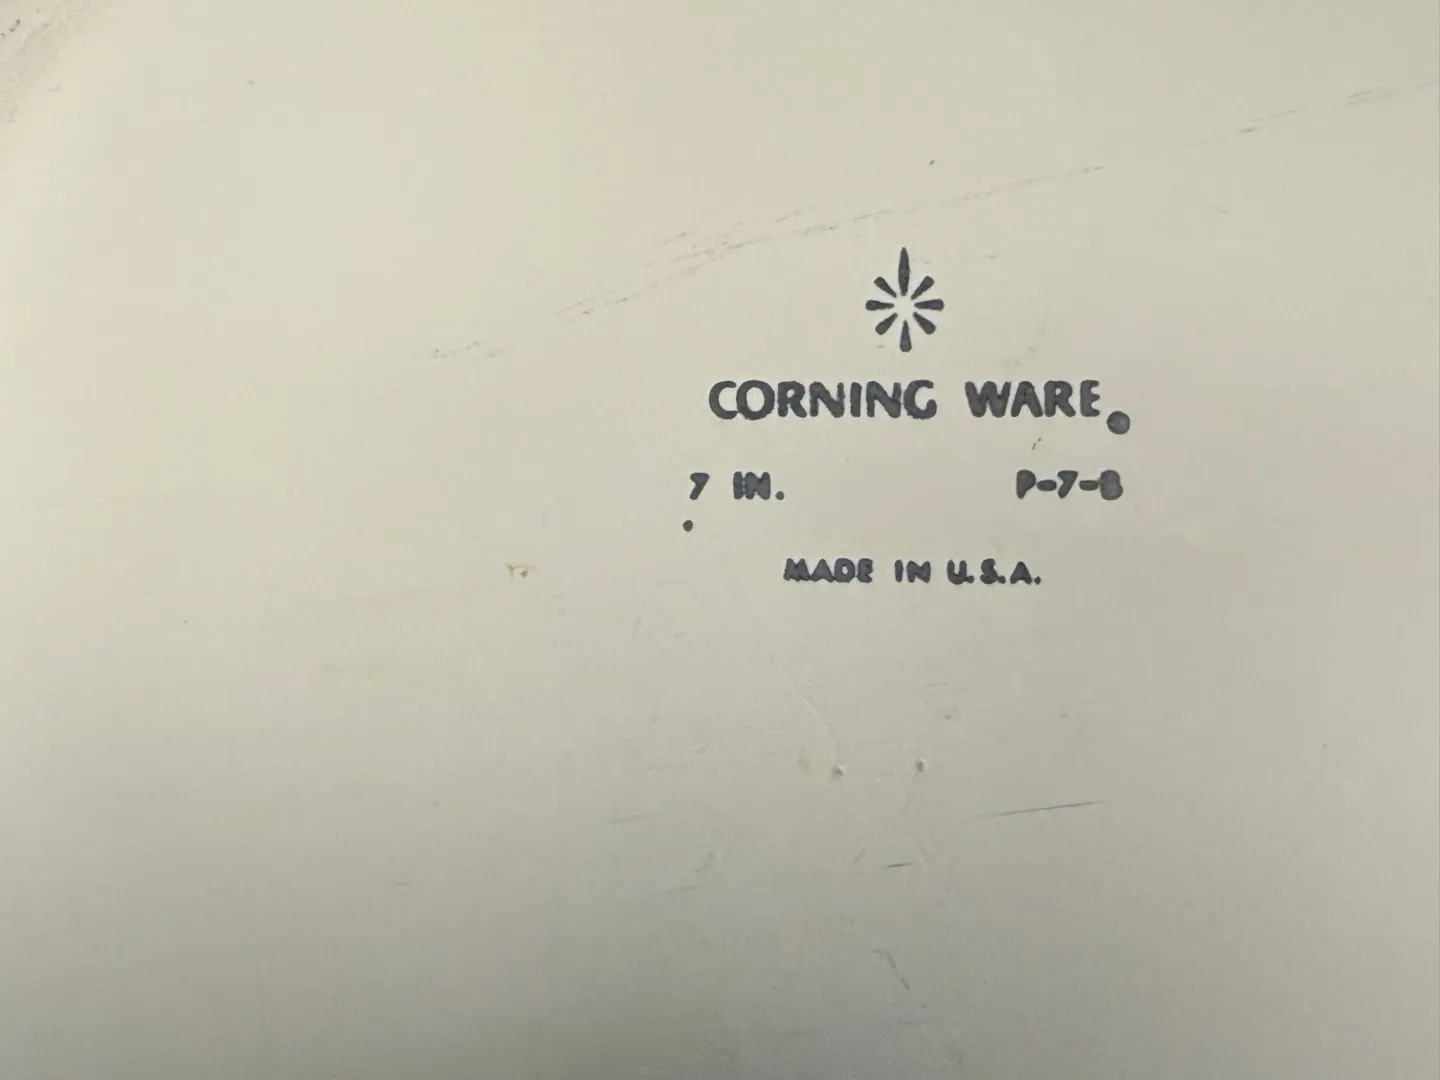 CORNING WARE®
7 IN. P-7-B
MADE IN U.S.A.